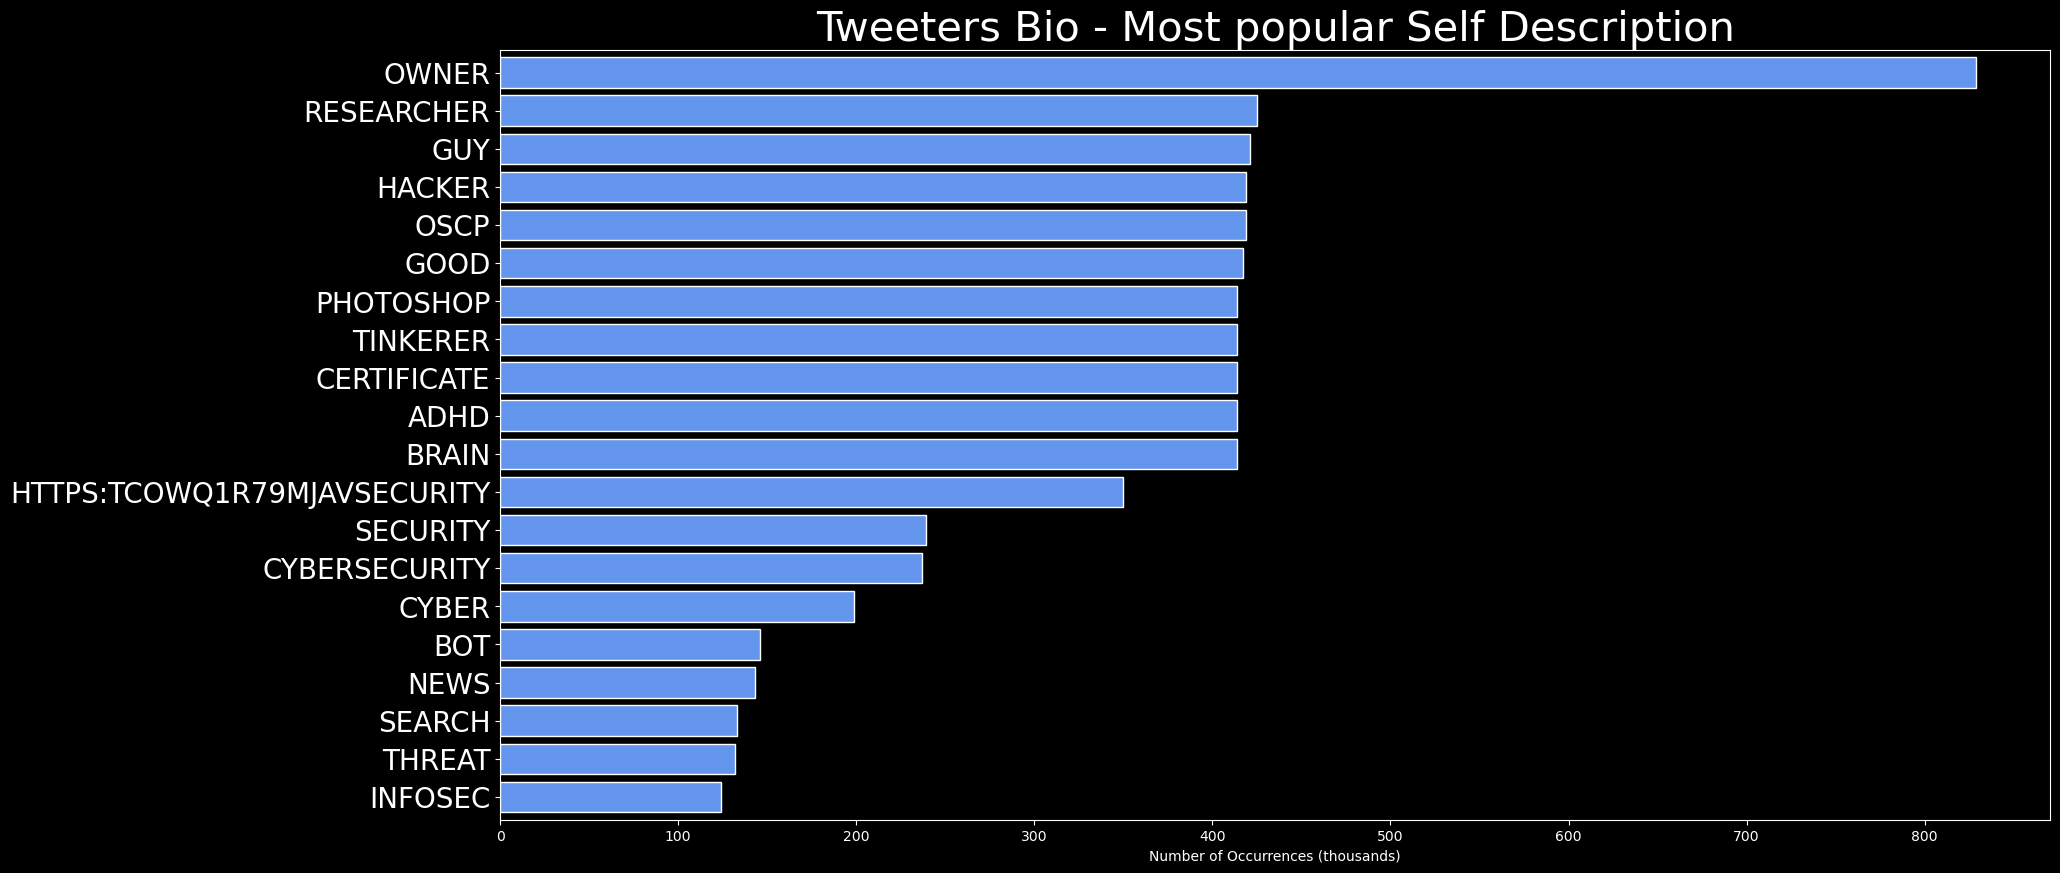 Tweeters Bio - Most popular Self Description
OWNER
RESEARCHER
GUY
HACKER
OSCP
GOOD
PHOTOSHOP
TINKERER
CERTIFICATE
ADHD
BRAIN
HTTPS:TCOWQ1R79MJAVSECURITY
SECURITY
CYBERSECURITY
CYBER
BOT
NEWS
SEARCH
THREAT
INFOSEC
0 100 200 300 400 500 600 700 800
Number of Occurrences (thousands)